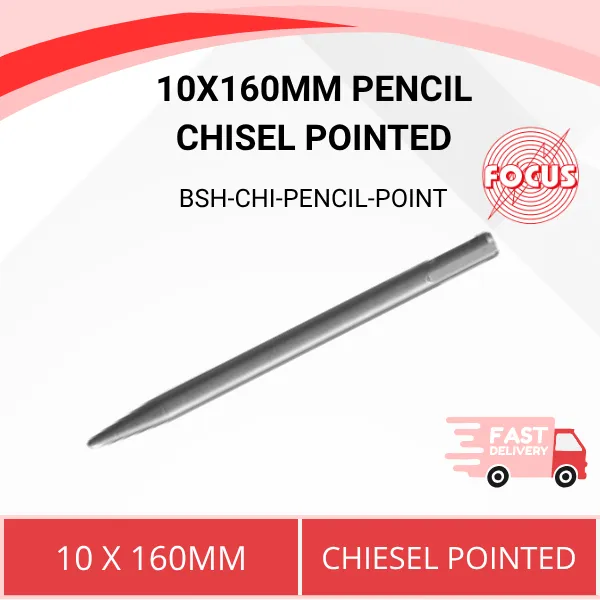 10X160MM PENCIL
CHISEL POINTED
FOCUS
BSH-CHI-PENCIL-POINT
FAST
DELIVERY
10 X 160MM
CHIESEL POINTED